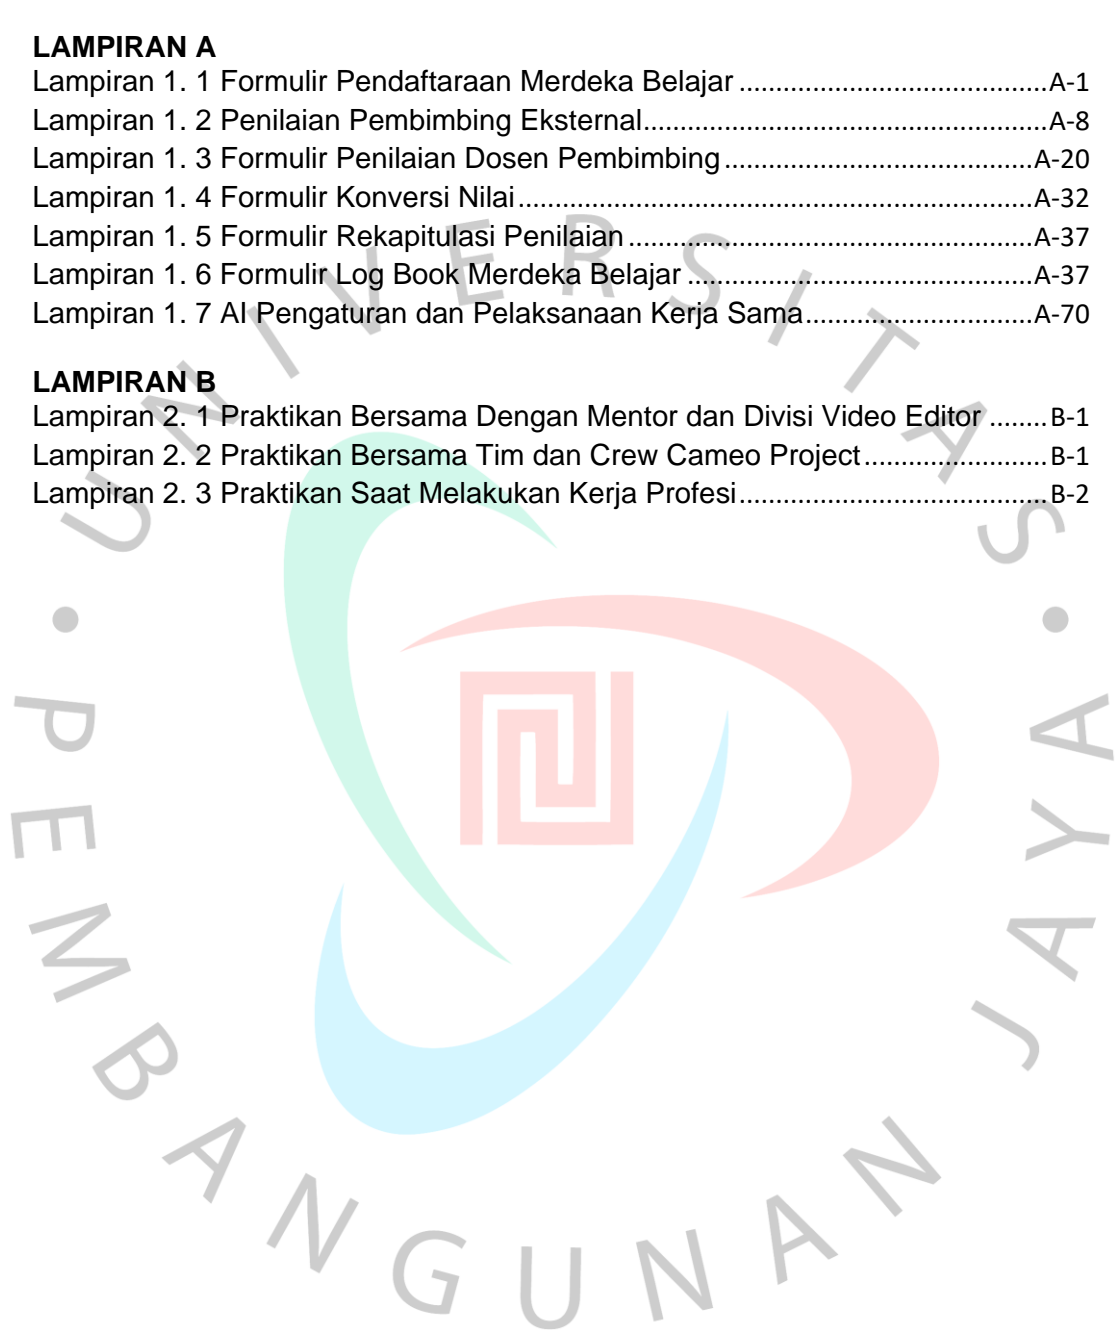 LAMPIRAN A
Lampiran 1. 1 Formulir Pendaftaraan Merdeka Belajar ..........................................A-1
Lampiran 1. 2 Penilaian Pembimbing Eksternal.......................................................A-8
Lampiran 1. 3 Formulir Penilaian Dosen Pembimbing ..........................................A-20
Lampiran 1. 4 Formulir Konversi Nilai ......................................................................A-32
Lampiran 1. 5 Formulir Rekapitulasi Penilaian .......................................................A-37
Lampiran 1. 6 Formulir Log Book Merdeka Belajar ...............................................A-37
Lampiran 1. 7 AI Pengaturan dan Pelaksanaan Kerja Sama...............................A-70
LAMPIRAN B
Lampiran 2. 1 Praktikan Bersama Dengan Mentor dan Divisi Video Editor ........B-1
Lampiran 2. 2 Praktikan Bersama Tim dan Crew Cameo Project .........................B-1
Lampiran 2. 3 Praktikan Saat Melakukan Kerja Profesi..........................................B-2
UNIVERSITAS • PEMBANGUNAN JAYA •